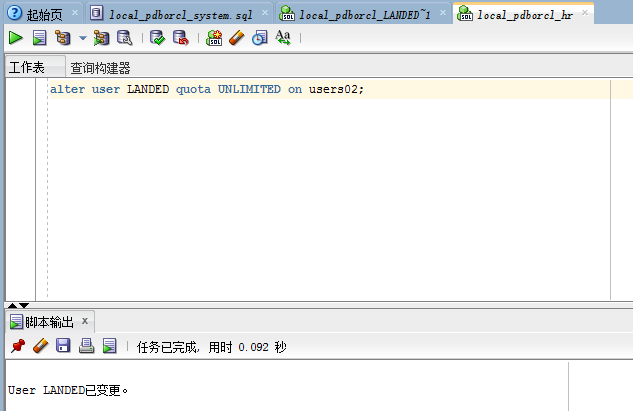 起始页 local_pdborcl_system.sql local_pdborcl_LANDED~1 local_pdborcl_hr
工作表 查询构建器
alter user LANDED quota UNLIMITED on users02;
脚本输出 x
任务已完成, 用时 0.092 秒
User LANDED已变更。